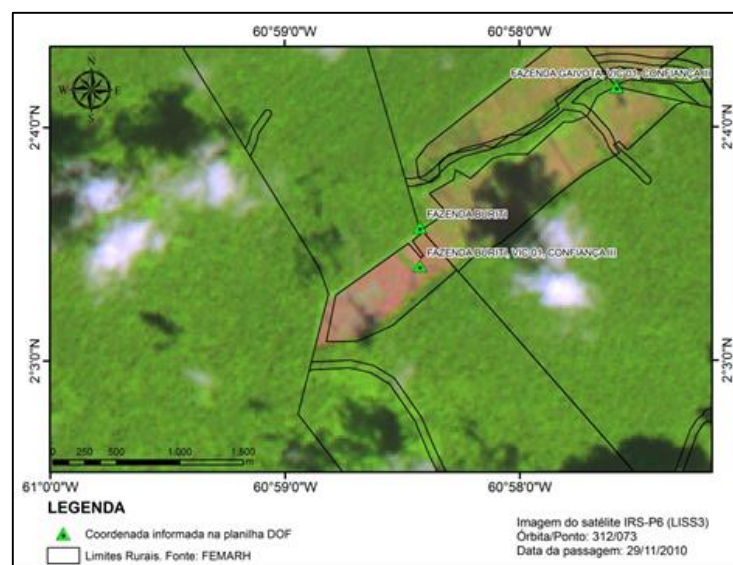 60°59'0"W 60°58'0"W
N
W E
S
FAZENDA GAIVOTA, VIC 01, CONFIANÇA III
2°4'0"N 2°4'0"N
FAZENDA BURITI
FAZENDA BURITI, VIC 01, CONFIANÇA III
2°3'0"N 2°3'0"N
0 250 500 1.000 1.500
m
61°0'0"W 60°59'0"W 60°58'0"W
LEGENDA
Coordenada informada na planilha DOF
Limites Rurais. Fonte: FEMARH
Imagem do satélite IRS-P6 (LISS3)
Órbita/Ponto: 312/073
Data da passagem: 29/11/2010